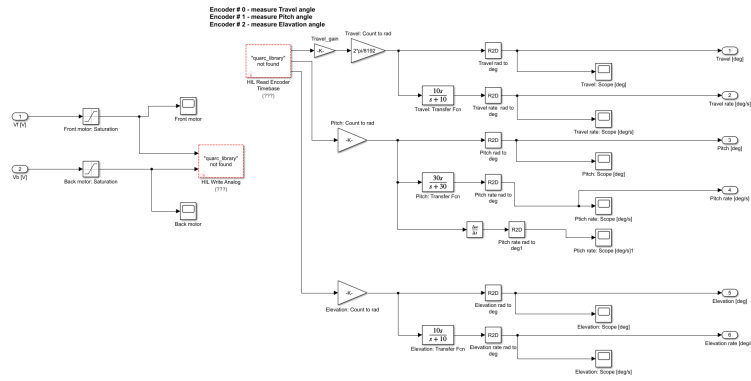 Encoder # 0 - measure Travel angle
Encoder # 1 - measure Pitch angle
Encoder # 2 - measure Elavation angle
Travel_gain
Travel: Count to rad
-K-
2*pi/8192
"quarc_library"
not found
HIL Read Encoder
Timebase
(???)
R2D
Travel rad to
deg
1
Travel [deg]
Travel: Scope [deg]
10s
s + 10
Travel: Transfer Fcn
R2D
Travel rate rad to
deg
2
Travel rate [deg/s]
Travel rate: Scope [deg/s]
1
Vf [V]
Front motor: Saturation
Front motor
2
Vb [V]
Back motor: Saturation
Back motor
"quarc_library"
not found
HIL Write Analog
(???)
Pitch: Count to rad
-K-
R2D
Pitch rad to
deg
3
Pitch [deg]
Pitch: Scope [deg]
30s
s + 30
Pitch: Transfer Fcn
R2D
Pitch rate rad to
deg
4
Pitch rate [deg/s]
Pitch rate: Scope [deg/s]
Δu
Δt
R2D
Pitch rate rad to
deg1
Pitch rate: Scope [deg/s]1
-K-
Elevation: Count to rad
R2D
Elevation rad to
deg
5
Elevation [deg]
Elevation: Scope [deg]
10s
s + 10
Elevation: Transfer Fcn
R2D
Elevation rate rad to
deg
6
Elevation rate [deg/
Elevation: Scope [deg/s]